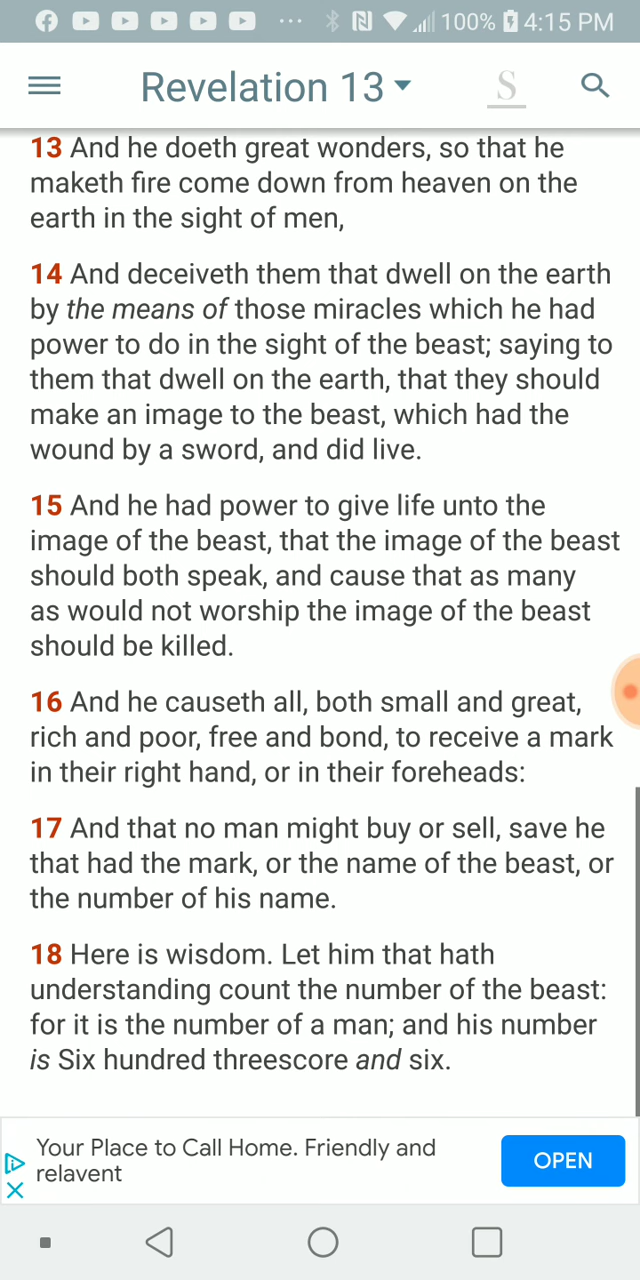 100% 4:15 PM
Revelation 13 S
13 And he doeth great wonders, so that he
maketh fire come down from heaven on the
earth in the sight of men,
14 And deceiveth them that dwell on the earth
by the means of those miracles which he had
power to do in the sight of the beast; saying to
them that dwell on the earth, that they should
make an image to the beast, which had the
wound by a sword, and did live.
15 And he had power to give life unto the
image of the beast, that the image of the beast
should both speak, and cause that as many
as would not worship the image of the beast
should be killed.
16 And he causeth all, both small and great,
rich and poor, free and bond, to receive a mark
in their right hand, or in their foreheads:
17 And that no man might buy or sell, save he
that had the mark, or the name of the beast, or
the number of his name.
18 Here is wisdom. Let him that hath
understanding count the number of the beast:
for it is the number of a man; and his number
is Six hundred threescore and six.
Your Place to Call Home. Friendly and
relavent
OPEN